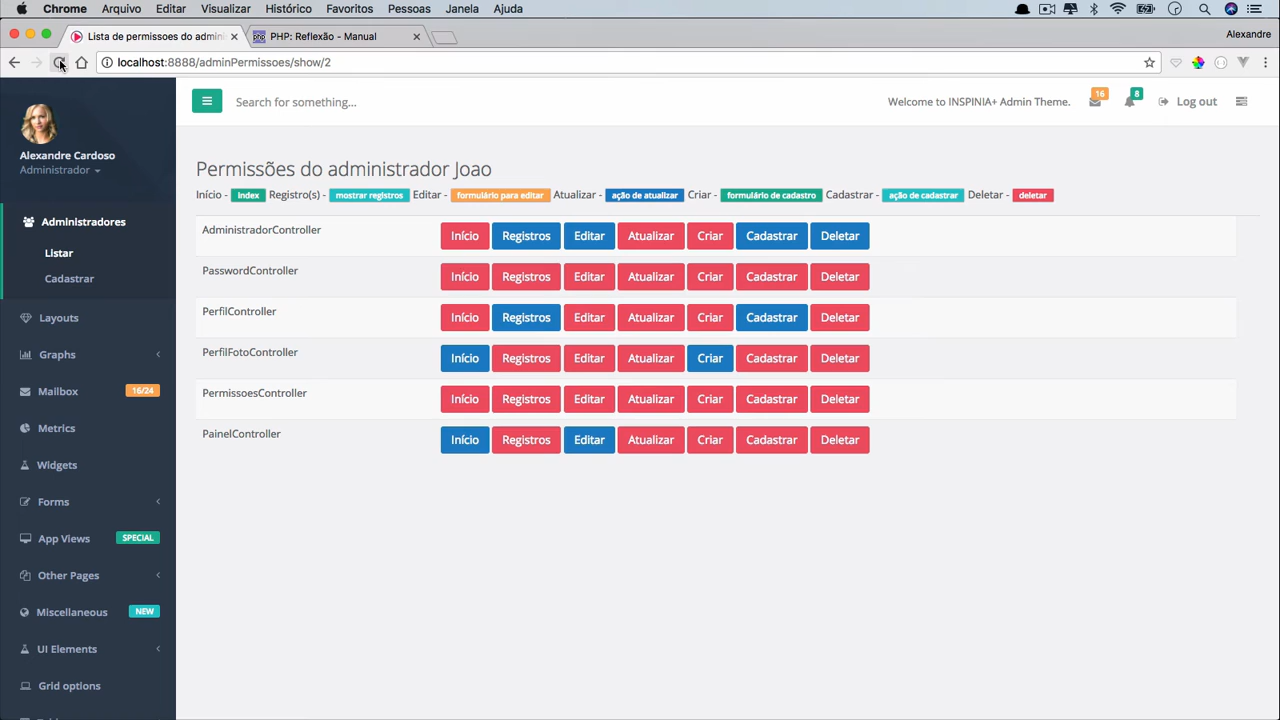 Chrome Arquivo Editar Visualizar Histórico Favoritos Pessoas Janela Ajuda
Lista de permissoes do admini
PHP: Reflexão - Manual
Alexandre
localhost:8888/adminPermissoes/show/2
Search for something...
Welcome to INSPINIA+ Admin Theme. 16 8 Log out
Alexandre Cardoso
Administrador
Administradores
Listar
Cadastrar
Layouts
Graphs
Mailbox 16/24
Metrics
Widgets
Forms
App Views SPECIAL
Other Pages
Miscellaneous NEW
UI Elements
Grid options
Permissões do administrador Joao
Início - Index Registro(s) - mostrar registros Editar - formulário para editar Atualizar - ação de atualizar Criar - formulário de cadastro Cadastrar - ação de cadastrar Deletar - deletar
AdministradorController Início Registros Editar Atualizar Criar Cadastrar Deletar
PasswordController Início Registros Editar Atualizar Criar Cadastrar Deletar
PerfilController Início Registros Editar Atualizar Criar Cadastrar Deletar
PerfilFotoController Início Registros Editar Atualizar Criar Cadastrar Deletar
PermissoesController Início Registros Editar Atualizar Criar Cadastrar Deletar
PainelController Início Registros Editar Atualizar Criar Cadastrar Deletar